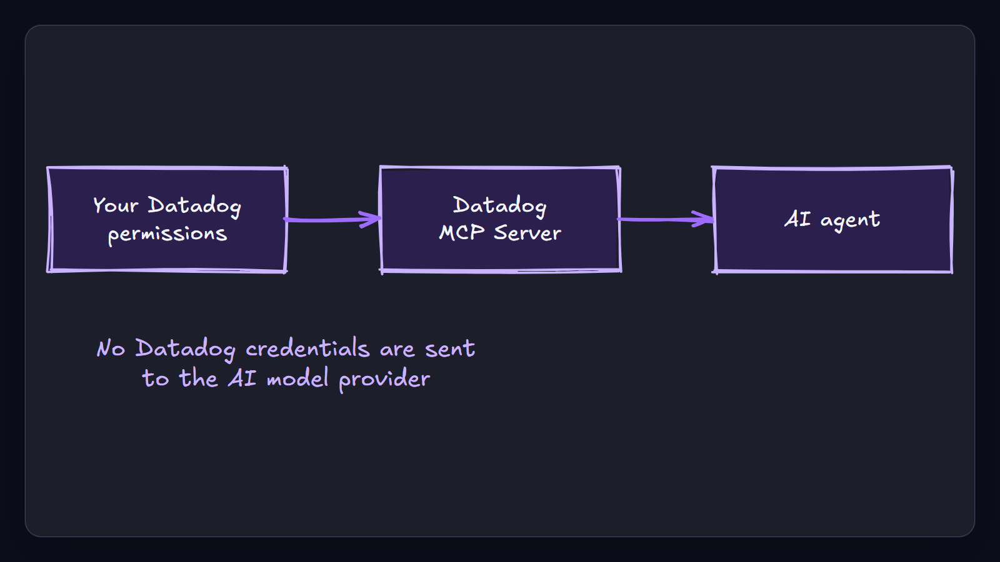 Your Datadog
permissions
Datadog
MCP Server
AI agent
No Datadog credentials are sent
to the AI model provider